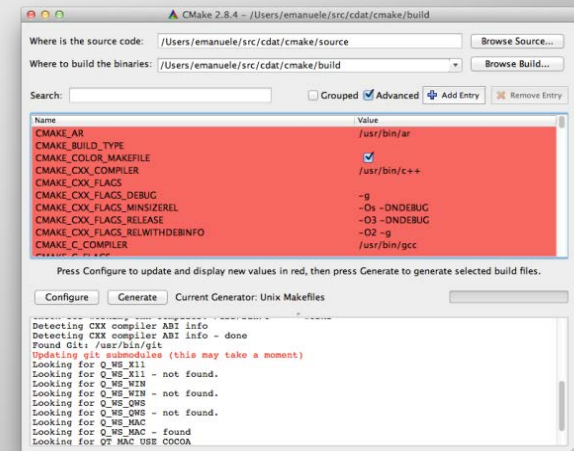 CMake 2.8.4 - /Users/emanuele/src/cdat/cmake/build
Where is the source code: /Users/emanuele/src/cdat/cmake/source Browse Source...
Where to build the binaries: /Users/emanuele/src/cdat/cmake/build Browse Build...
Search: Grouped Advanced Add Entry Remove Entry
Name Value
CMAKE_AR /usr/bin/ar
CMAKE_BUILD_TYPE
CMAKE_COLOR_MAKEFILE
CMAKE_CXX_COMPILER /usr/bin/c++
CMAKE_CXX_FLAGS
CMAKE_CXX_FLAGS_DEBUG -g
CMAKE_CXX_FLAGS_MINSIZEREL -Os -DNDEBUG
CMAKE_CXX_FLAGS_RELEASE -O3 -DNDEBUG
CMAKE_CXX_FLAGS_RELWITHDEBINFO -O2 -g
CMAKE_C_COMPILER /usr/bin/gcc
Press Configure to update and display new values in red, then press Generate to generate selected build files.
Configure Generate Current Generator: Unix Makefiles
Detecting CXX compiler ABI info
Detecting CXX compiler ABI info - done
Found Git: /usr/bin/git
Updating git submodules (this may take a moment)
Looking for Q_WS_X11
Looking for Q_WS_X11 - not found.
Looking for Q_WS_WIN
Looking for Q_WS_WIN - not found.
Looking for Q_WS_QWS
Looking for Q_WS_QWS - not found.
Looking for Q_WS_MAC
Looking for Q_WS_MAC - found
Looking for QT_MAC_USE_COCOA